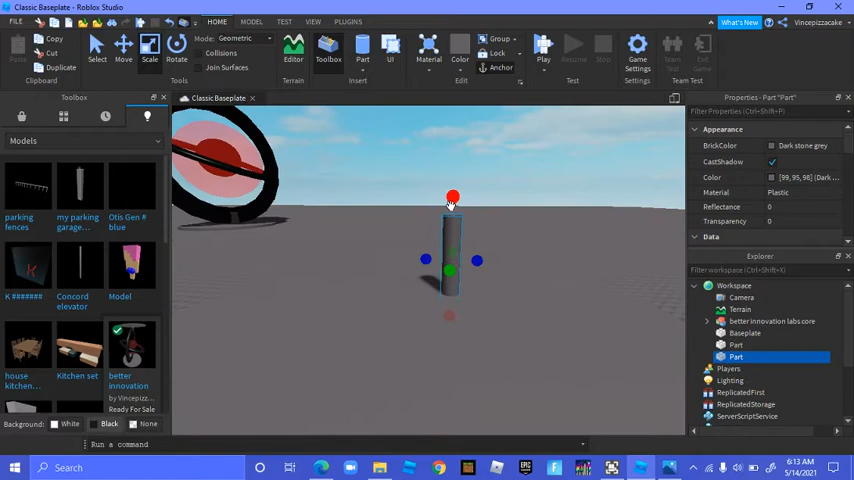 Classic Baseplate - Roblox Studio
FILE
HOME
MODEL
TEST
VIEW
PLUGINS
What's New
Vincepizzacake
Paste
Copy
Cut
Duplicate
Clipboard
Select
Move
Scale
Rotate
Mode: Geometric
Collisions
Join Surfaces
Tools
Editor
Terrain
Toolbox
Part
UI
Insert
Material
Color
Group
Lock
Anchor
Edit
Play
Resume
Stop
Test
Game
Settings
Settings
Team
Test
Exit
Game
Team Test
Toolbox
Models
parking
fences
my parking
garage...
Otis Gen #
blue
K #######
Concord
elevator
Model
house
kitchen...
Kitchen set
better
innovation
by Vincepizz...
Ready For Sale
Background:
White
Black
None
Classic Baseplate
Properties - Part "Part"
Filter Properties (Ctrl+Shift+P)
Appearance
BrickColor
Dark stone grey
CastShadow
Color
[99,95,98] (Dark ...
Material
Plastic
Reflectance
0
Transparency
0
Data
Explorer
Filter workspace (Ctrl+Shift+X)
Workspace
Camera
Terrain
better innovation labs core
Baseplate
Part
Part
Players
Lighting
ReplicatedFirst
ReplicatedStorage
ServerScriptService
Run a command
Search
EPIC
6:13 AM
5/14/2021